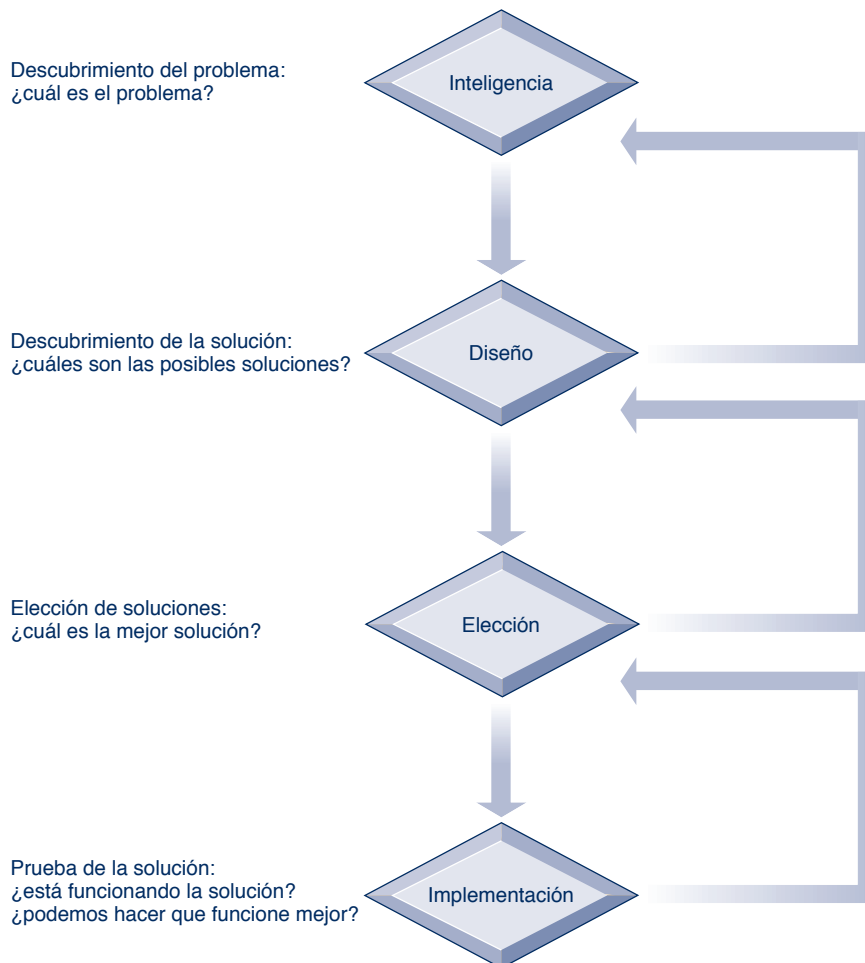 Descubrimiento del problema:
¿cuál es el problema?
Inteligencia
Descubrimiento de la solución:
¿cuáles son las posibles soluciones?
Diseño
Elección de soluciones:
¿cuál es la mejor solución?
Elección
Prueba de la solución:
¿está funcionando la solución?
¿podemos hacer que funcione mejor?
Implementación